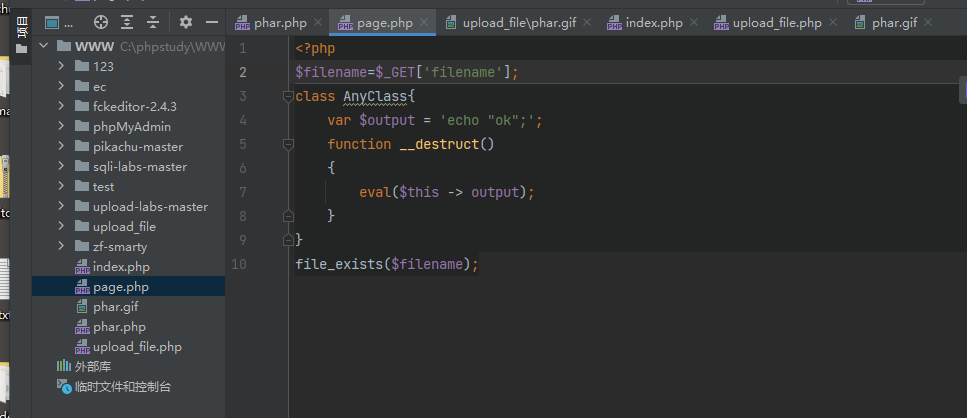 项目
...
phar.php
page.php
upload_file\phar.gif
index.php
upload_file.php
phar.gif
WWW C:\phpstudy\WWW
123
ec
fckeditor-2.4.3
phpMyAdmin
pikachu-master
sqli-labs-master
test
upload-labs-master
upload_file
zf-smarty
index.php
page.php
phar.gif
phar.php
upload_file.php
外部库
临时文件和控制台
1 <?php
2 $filename=$_GET['filename'];
3 class AnyClass{
4 var $output = 'echo "ok";';
5 function __destruct()
6 {
7 eval($this -> output);
8 }
9 }
10 file_exists($filename);